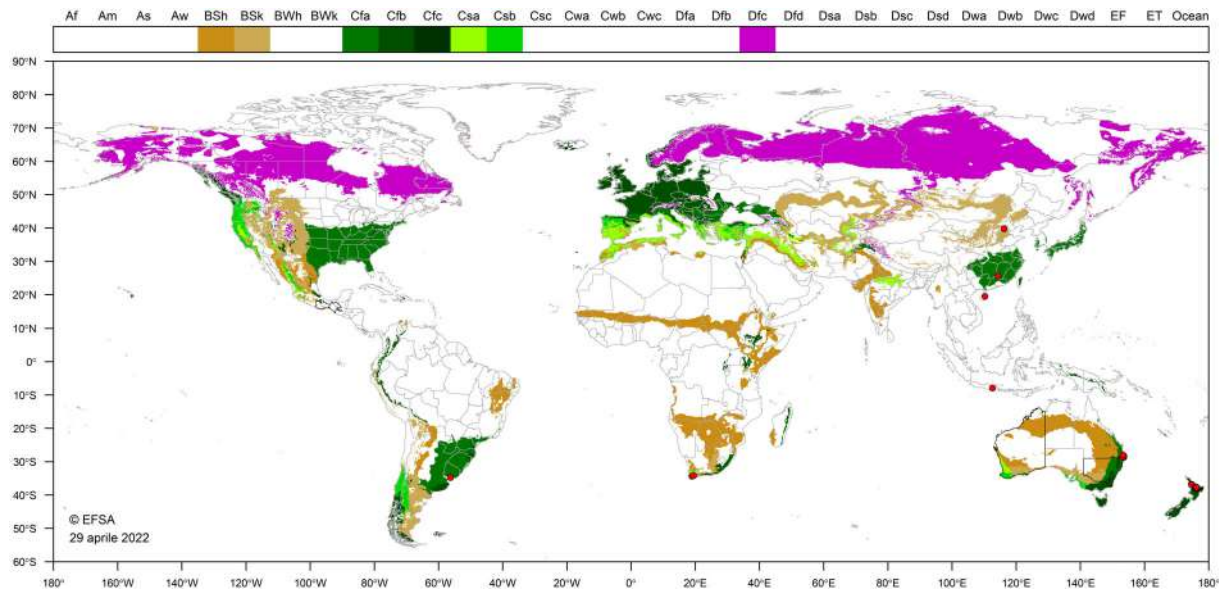 Af Am As Aw BSh BSk BWh BWk Cfa Cfb Cfc Csa Csb Csc Cwa Cwb Cwc Dfa Dfb Dfc Dfd Dsa Dsb Dsc Dsd Dwa Dwb Dwc Dwd EF ET Ocean
90°N
80°N
70°N
60°N
50°N
40°N
30°N
20°N
10°N
0°
10°S
20°S
30°S
40°S
50°S
60°S
© EFSA
29 aprile 2022
180° 160°W 140°W 120°W 100°W 80°W 60°W 40°W 20°W 0° 20°E 40°E 60°E 80°E 100°E 120°E 140°E 160°E 180°